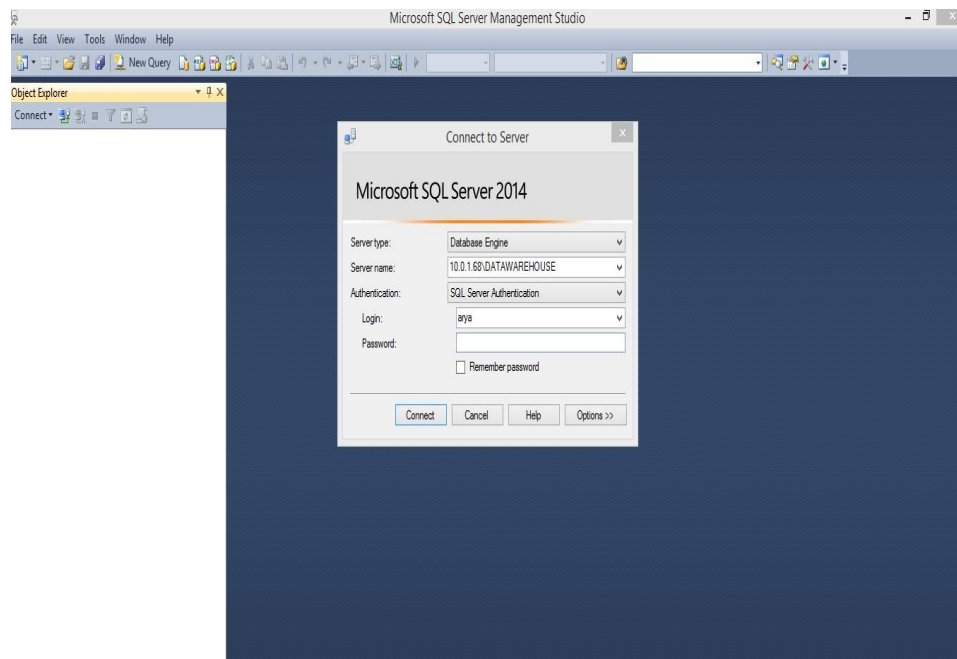 Microsoft SQL Server Management Studio
File Edit View Tools Window Help
New Query
Object Explorer
Connect
Connect to Server
Microsoft SQL Server 2014
Server type: Database Engine
Server name: 10.0.1.68\DATAWAREHOUSE
Authentication: SQL Server Authentication
Login: arya
Password:
Remember password
Connect Cancel Help Options >>